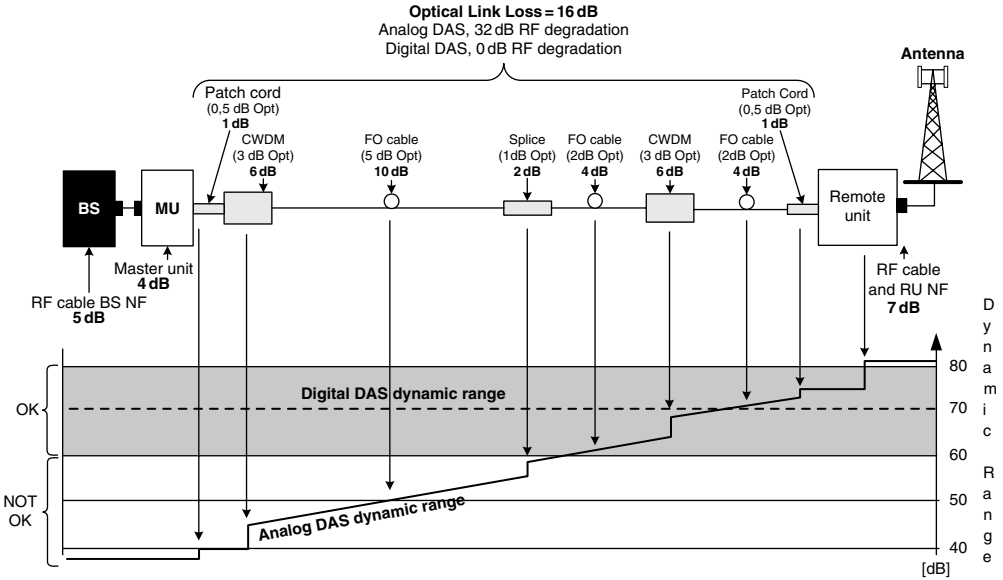 Optical Link Loss = 16 dB
Analog DAS, 32 dB RF degradation
Digital DAS, 0 dB RF degradation
Antenna
Patch cord
(0,5 dB Opt)
1 dB
CWDM
(3 dB Opt)
6 dB
FO cable
(5 dB Opt)
10 dB
Splice
(1dB Opt)
2 dB
FO cable
(2dB Opt)
4 dB
CWDM
(3 dB Opt)
6 dB
FO cable
(2dB Opt)
4 dB
Patch Cord
(0,5 dB Opt)
1 dB
BS
MU
Remote
unit
Master unit
4 dB
RF cable BS NF
5 dB
RF cable
and RU NF
7 dB
Dynamic Range
80
Digital DAS dynamic range
OK
70
60
NOT
OK
50
Analog DAS dynamic range
40
[dB]